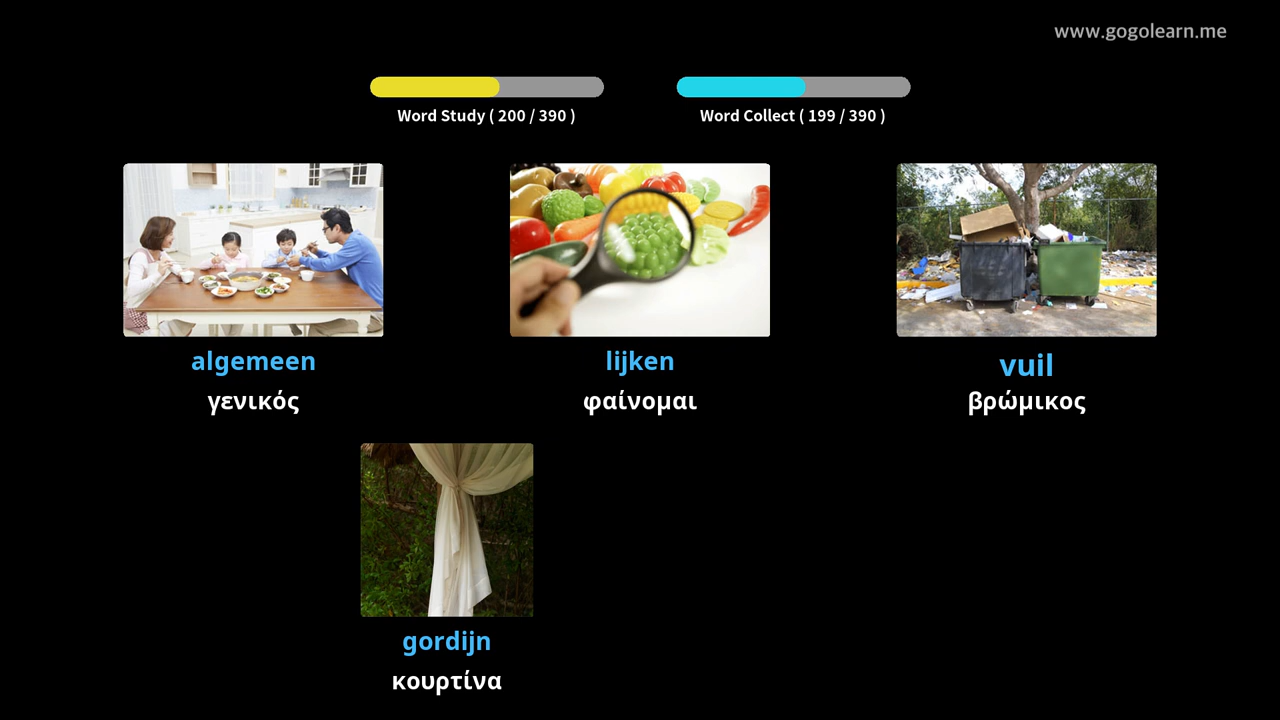 www.gogolearn.me
Word Study ( 200 / 390 )
Word Collect ( 199 / 390 )
algemeen
γενικός
lijken
φαίνομαι
vuil
βρώμικος
gordijn
κουρτίνα